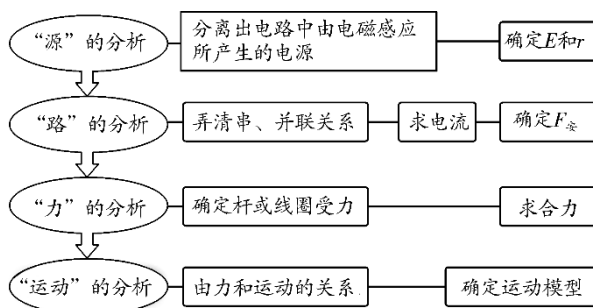 “源”的分析
分离出电路中由电磁感应
所产生的电源
确定E和r
“路”的分析
弄清串、并联关系
求电流
确定F安
“力”的分析
确定杆或线圈受力
求合力
“运动”的分析
由力和运动的关系
确定运动模型